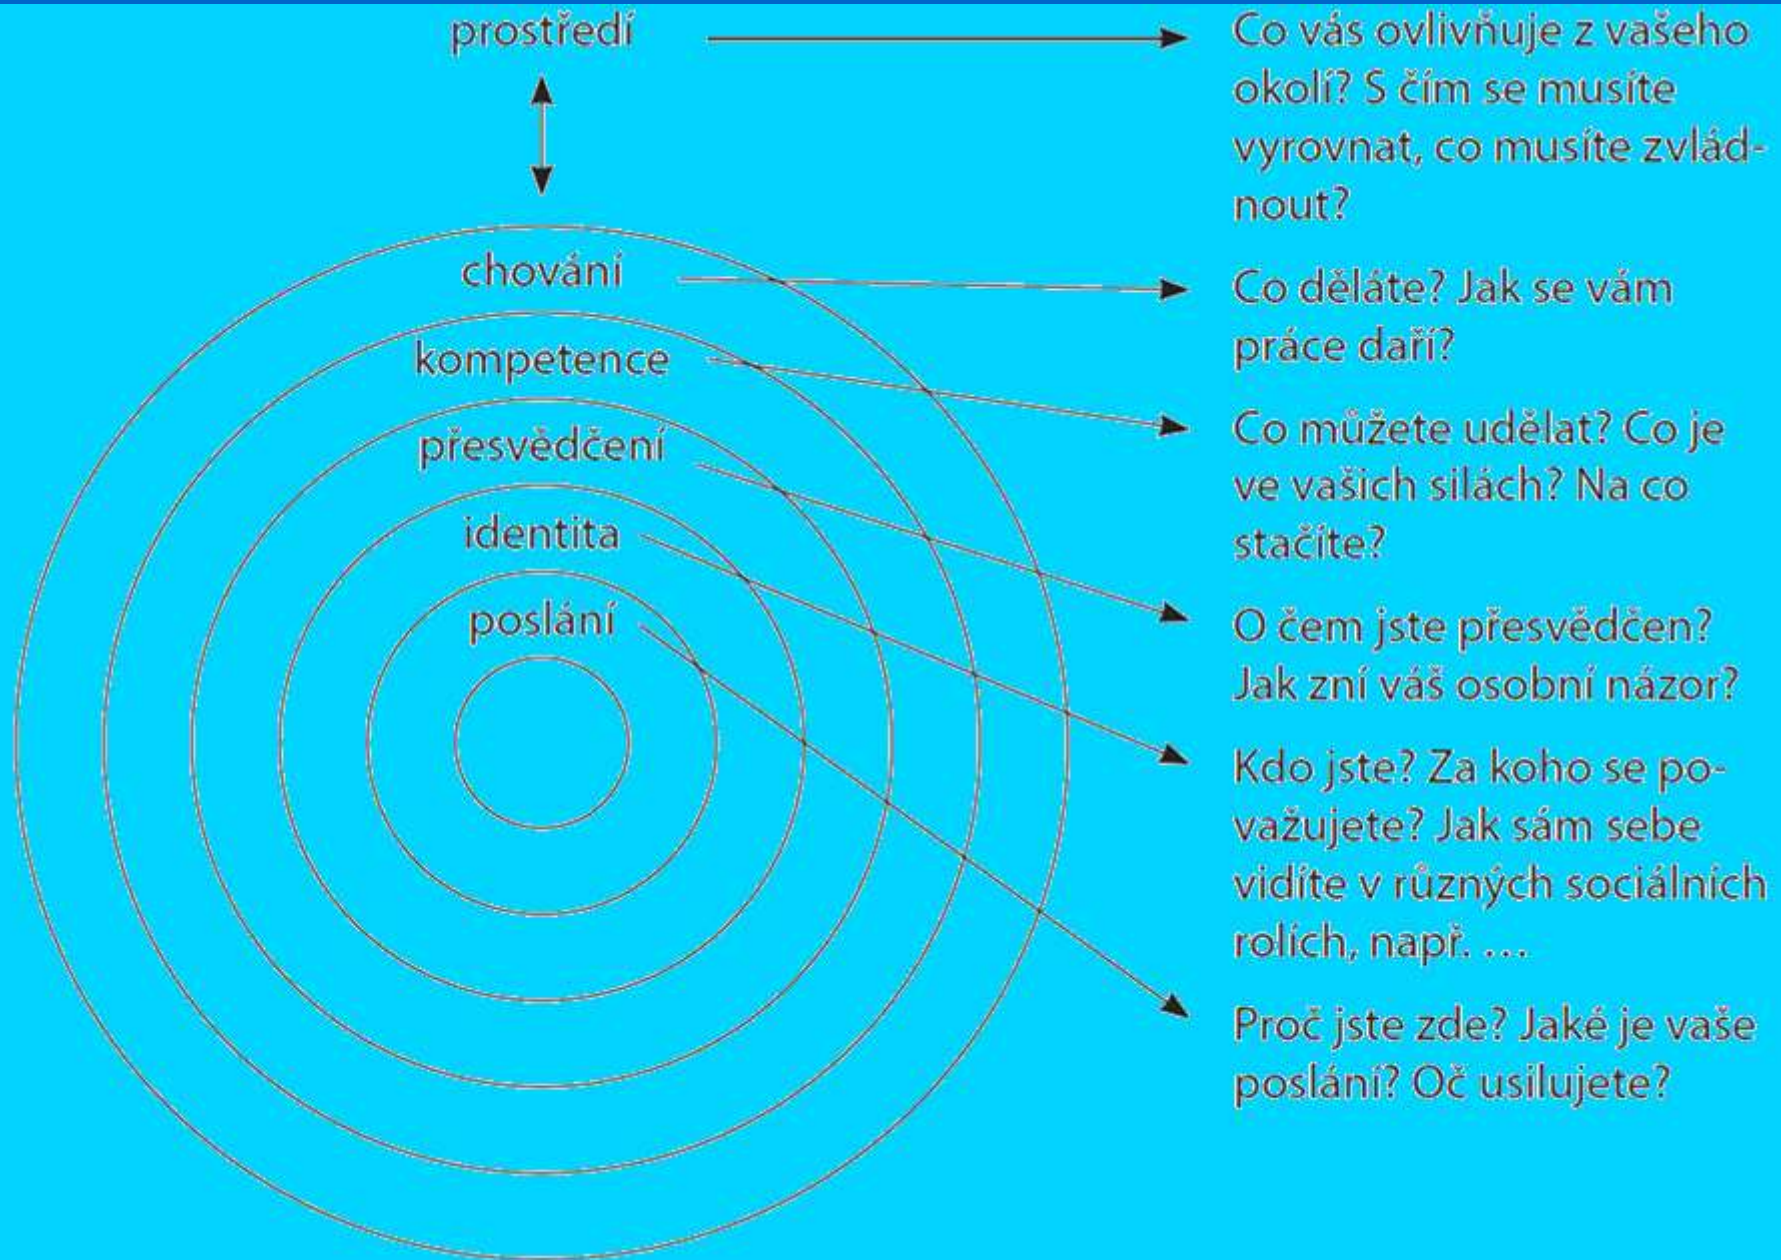 prostředí
Co vás ovlivňuje z vašeho
okolí? S čím se musíte
vyrovnat, co musíte zvlád-
nout?
chování
Co děláte? Jak se vám
práce daří?
kompetence
Co můžete udělat? Co je
ve vašich silách? Na co
stačíte?
přesvědčení
O čem jste přesvědčen?
Jak zní váš osobní názor?
identita
Kdo jste? Za koho se po-
važujete? Jak sám sebe
vidíte v různých sociálních
rolích, např. ...
poslání
Proč jste zde? Jaké je vaše
poslání? Oč usilujete?